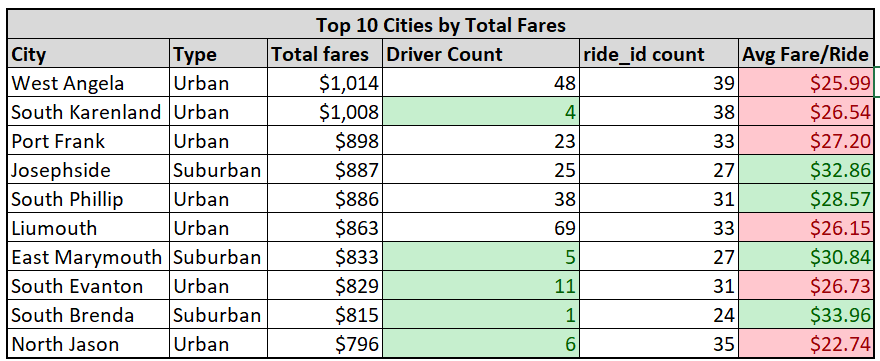 Top 10 Cities by Total Fares
City Type Total fares Driver Count ride_id count Avg Fare/Ride
West Angela Urban $1,014 48 39 $25.99
South Karenland Urban $1,008 4 38 $26.54
Port Frank Urban $898 23 33 $27.20
Josephside Suburban $887 25 27 $32.86
South Phillip Urban $886 38 31 $28.57
Liumouth Urban $863 69 33 $26.15
East Marymouth Suburban $833 5 27 $30.84
South Evanton Urban $829 11 31 $26.73
South Brenda Suburban $815 1 24 $33.96
North Jason Urban $796 6 35 $22.74